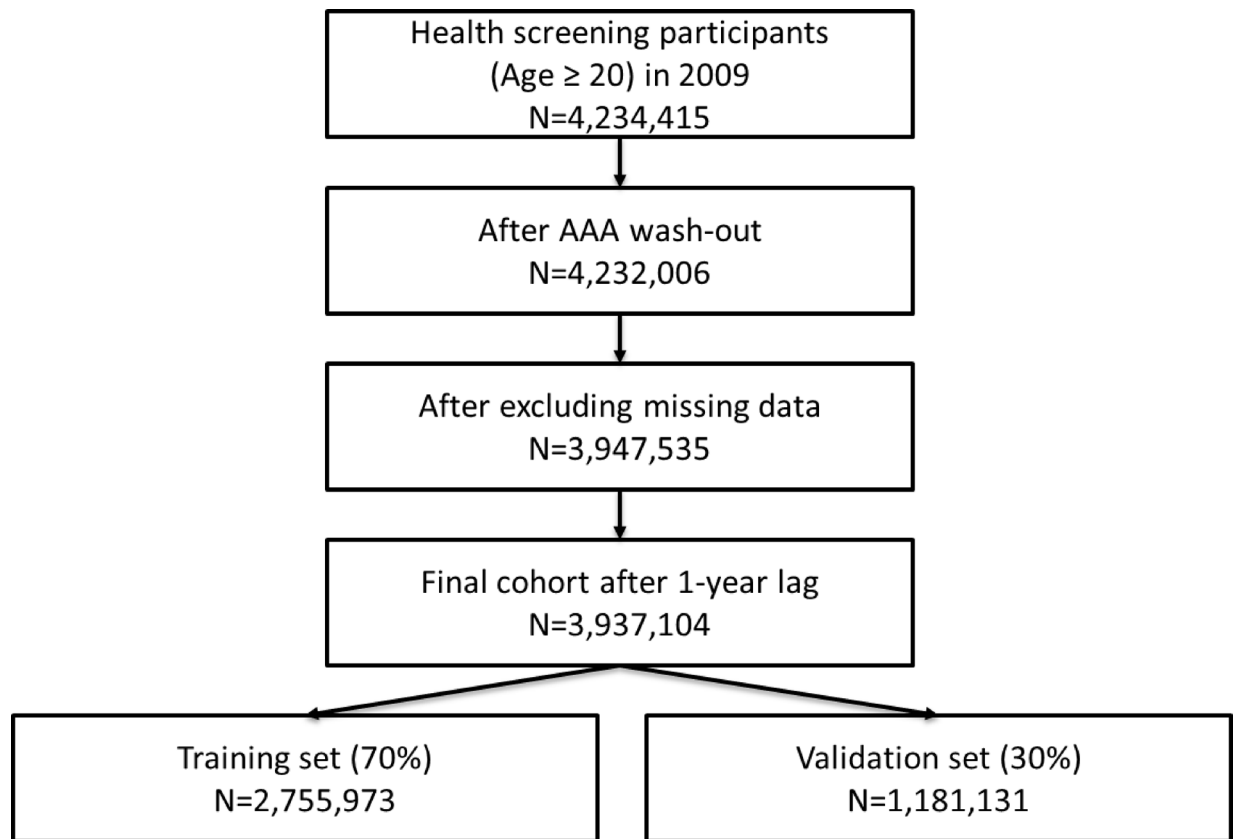 Health screening participants
(Age ≥ 20) in 2009
N=4,234,415
After AAA wash-out
N=4,232,006
After excluding missing data
N=3,947,535
Final cohort after 1-year lag
N=3,937,104
Training set (70%)
N=2,755,973
Validation set (30%)
N=1,181,131